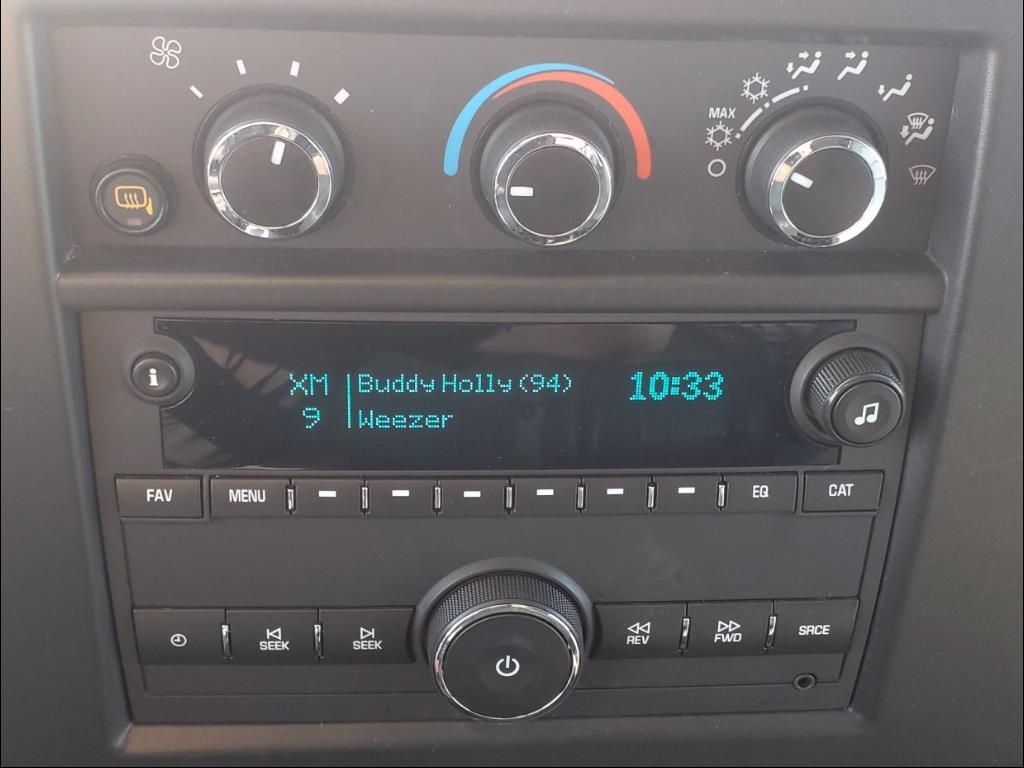 MAX
XM Buddy Holly (94) 10:33
9 Weezer
i
FAV MENU EQ CAT
SEEK SEEK REV FWD SRCE